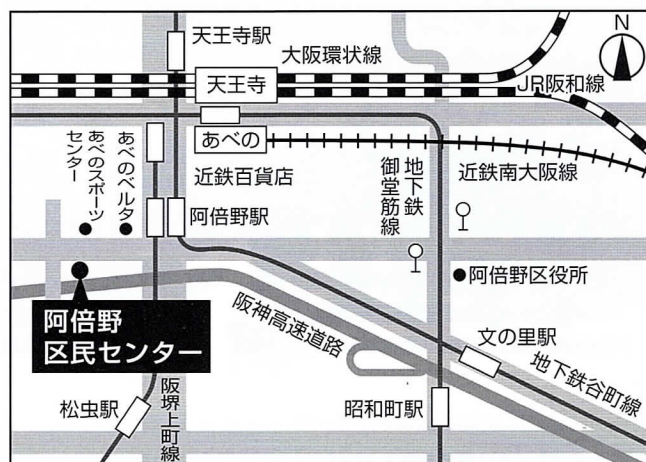 天王寺駅
大阪環状線
N
天王寺
JR阪和線
あべの
近鉄百貨店
近鉄南大阪線
地下鉄
御堂筋線
あべのベルタ
あべのスポーツ
センター
阿倍野駅
阿倍野区役所
阿倍野
区民センター
阪神高速道路
文の里駅
地下鉄谷町線
松虫駅
阪堺上町線
昭和町駅